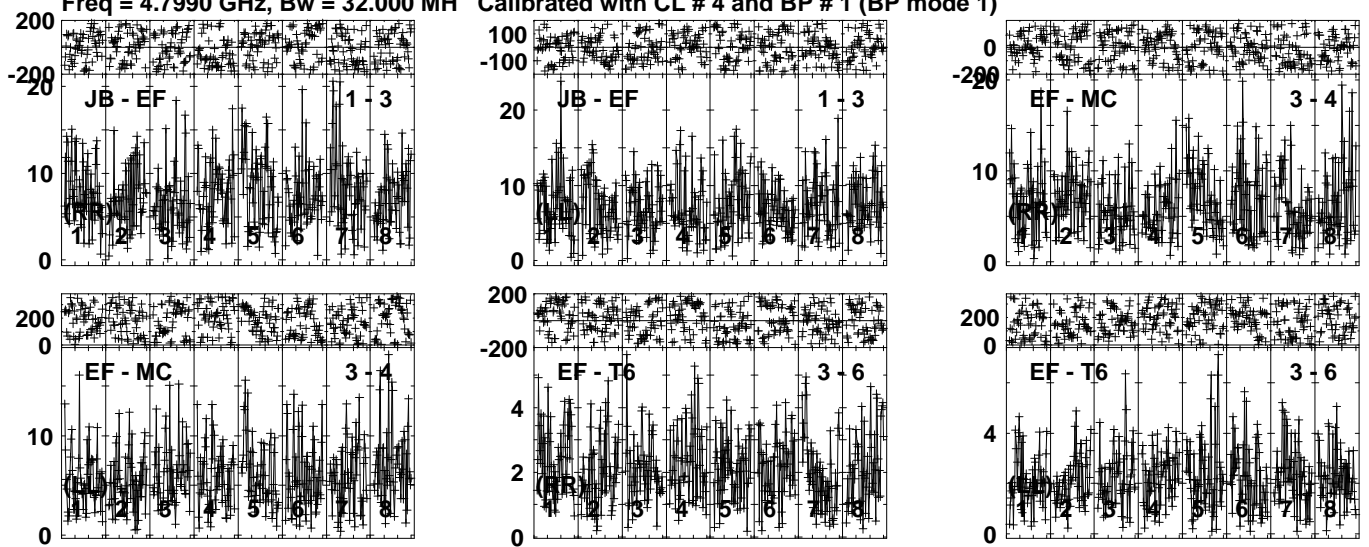 Freq = 4.7990 GHz, Bw = 32.000 MH Calibrated with CL # 4 and BP # 1 (BP mode 1)
200
-200
20
10
0
JB - EF 1 - 3
(RR)
1 2 3 4 5 6 7 8
100
-100
20
10
0
JB - EF 1 - 3
(LL)
1 2 3 4 5 6 7 8
0
-200
20
10
0
EF - MC 3 - 4
(RR)
1 2 3 4 5 6 7 8
200
0
10
0
EF - MC 3 - 4
(LL)
1 2 3 4 5 6 7 8
200
-200
4
2
0
EF - T6 3 - 6
(RR)
1 2 3 4 5 6 7 8
200
0
4
0
EF - T6 3 - 6
(LL)
1 2 3 4 5 6 7 8